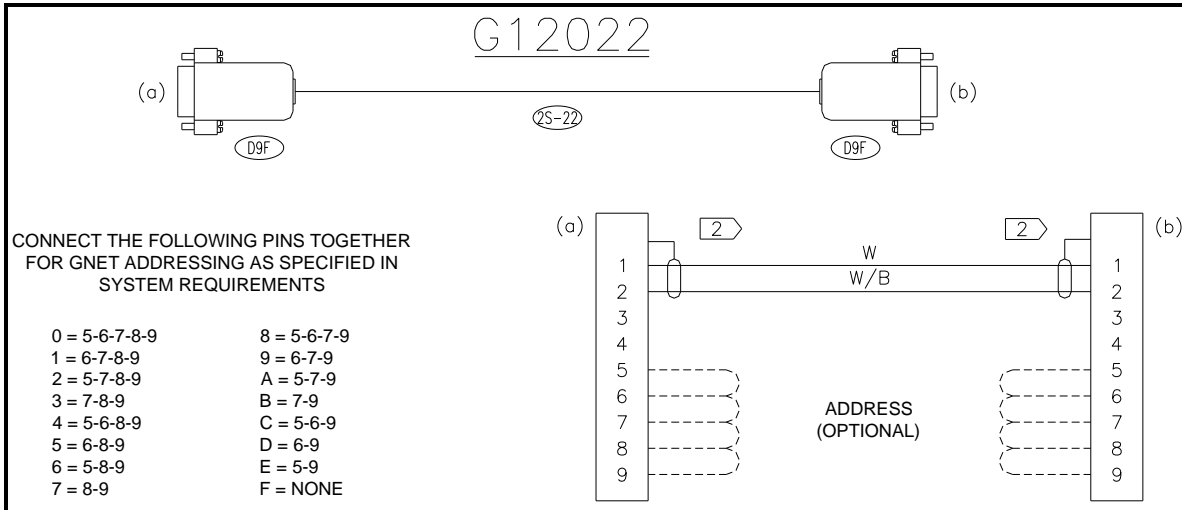 G12022
(a)
(b)
2S-22
D9F
D9F
CONNECT THE FOLLOWING PINS TOGETHER
FOR GNET ADDRESSING AS SPECIFIED IN
SYSTEM REQUIREMENTS
0 = 5-6-7-8-9
1 = 6-7-8-9
2 = 5-7-8-9
3 = 7-8-9
4 = 5-6-8-9
5 = 6-8-9
6 = 5-8-9
7 = 8-9
8 = 5-6-7-9
9 = 6-7-9
A = 5-7-9
B = 7-9
C = 5-6-9
D = 6-9
E = 5-9
F = NONE
(a)
2
2
(b)
W
W/B
1
2
3
4
5
6
7
8
9
ADDRESS
(OPTIONAL)
1
2
3
4
5
6
7
8
9